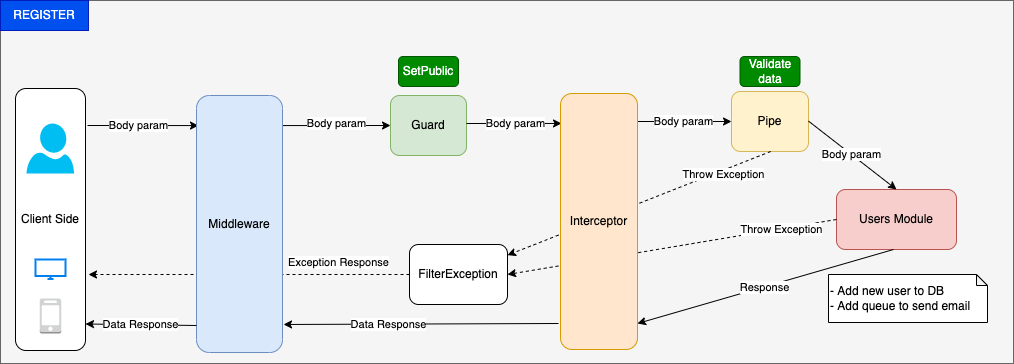 REGISTER
SetPublic
Validate
data
Body param
Body param
Guard
Body param
Body param
Pipe
Body param
Throw Exception
Client Side
Middleware
Interceptor
Users Module
Throw Exception
Exception Response
FilterException
Response
- Add new user to DB
- Add queue to send email
Data Response
Data Response